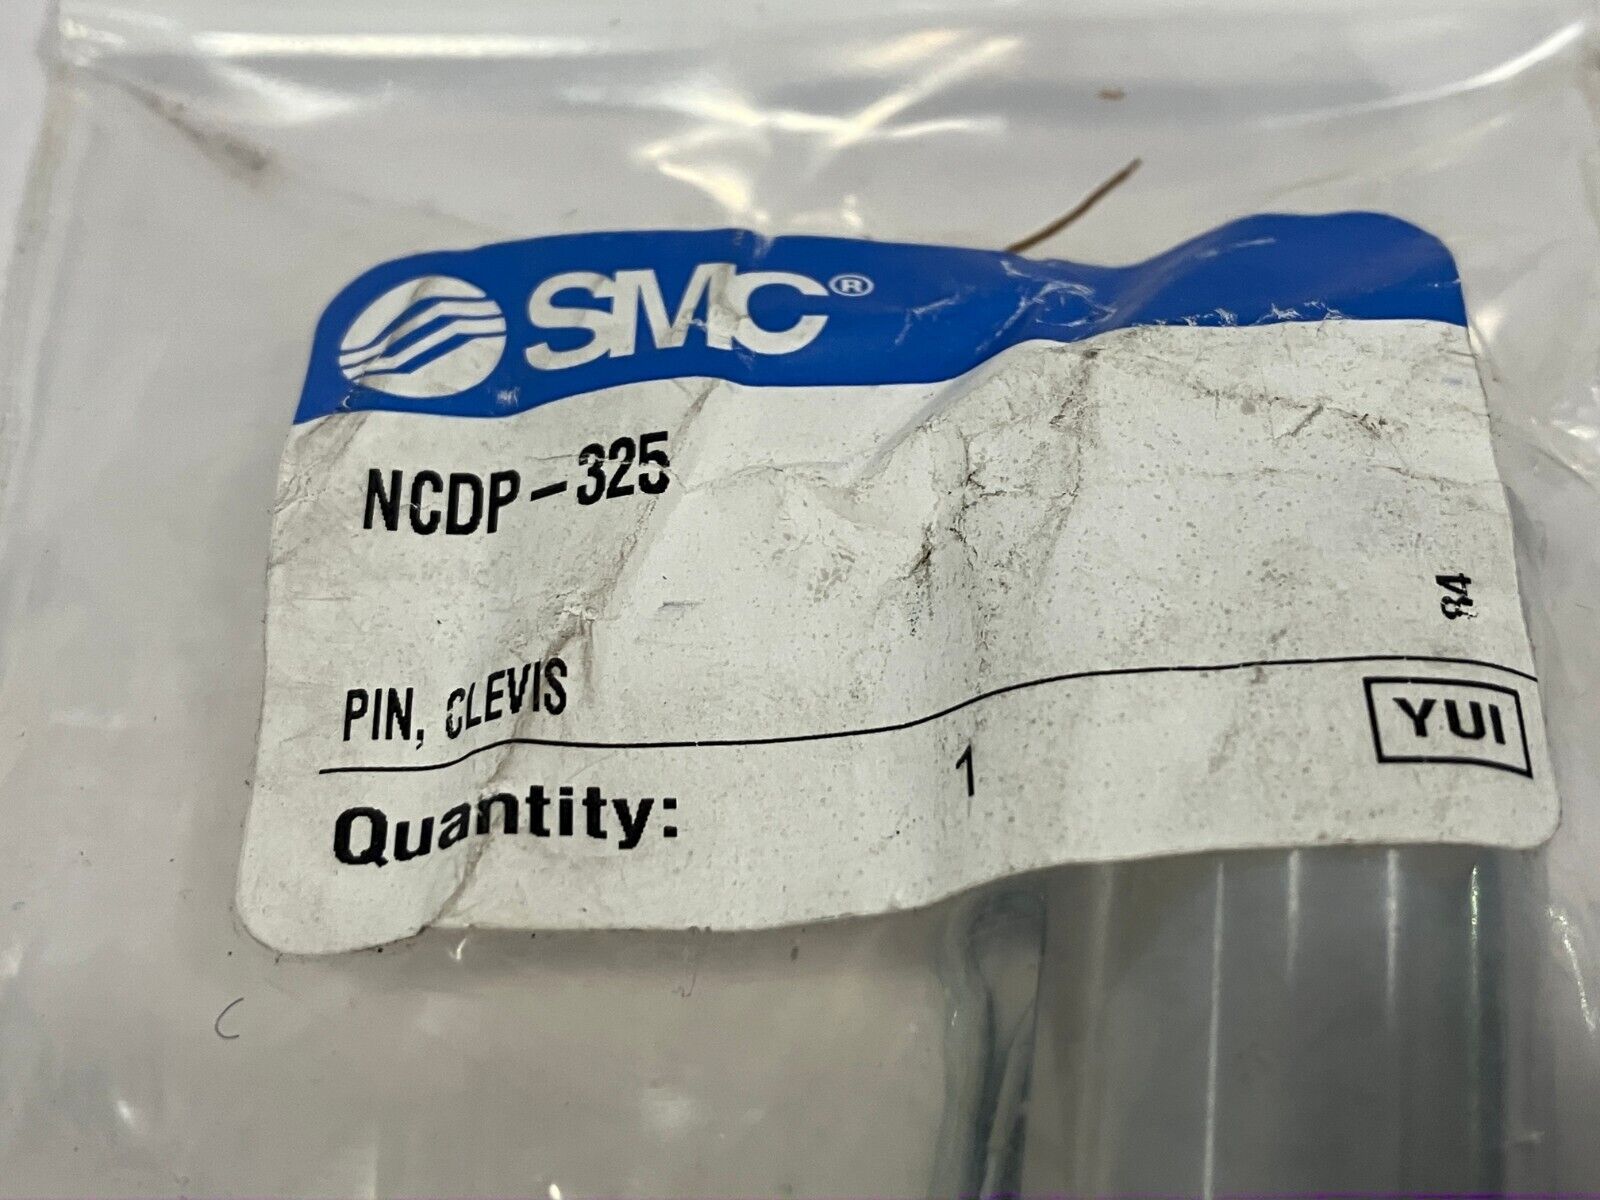 SMC®
NCDP-325
84
PIN, CLEVIS
YUI
Quantity: 1